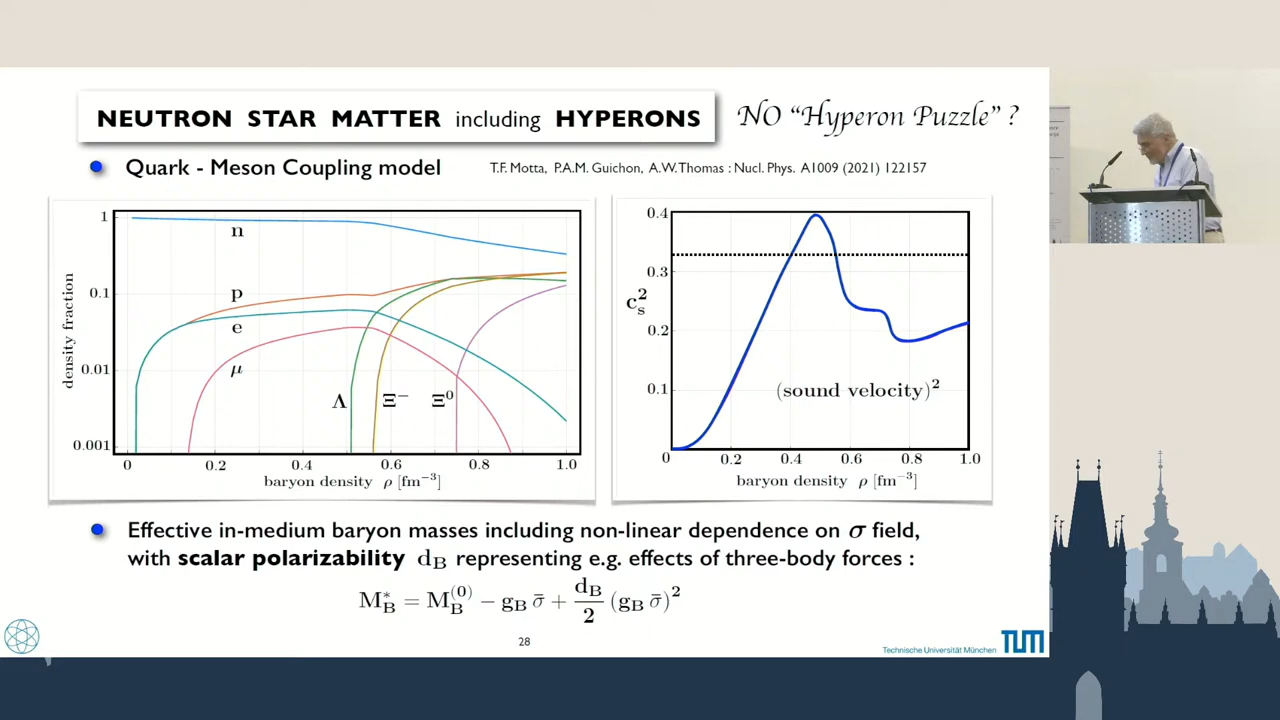 NEUTRON STAR MATTER including HYPERONS
NO “Hyperon Puzzle” ?
Quark - Meson Coupling model
T.F. Motta, P.A.M. Guichon, A.W.Thomas : Nucl. Phys. A1009 (2021) 122157
1
0.1
0.01
0.001
density fraction
n
p
e
μ
Λ
Ξ⁻
Ξ⁰
0
0.2
0.4
0.6
0.8
1.0
baryon density ρ [fm⁻³]
0.4
0.3
0.2
0.1
c_s²
(sound velocity)²
0
0.2
0.4
0.6
0.8
1.0
baryon density ρ [fm⁻³]
Effective in-medium baryon masses including non-linear dependence on σ field,
with scalar polarizability d_B representing e.g. effects of three-body forces :
M_B^* = M_B^(0) − g_B σ̄ + d_B/2 (g_B σ̄)²
28
Technische Universität München
TUM